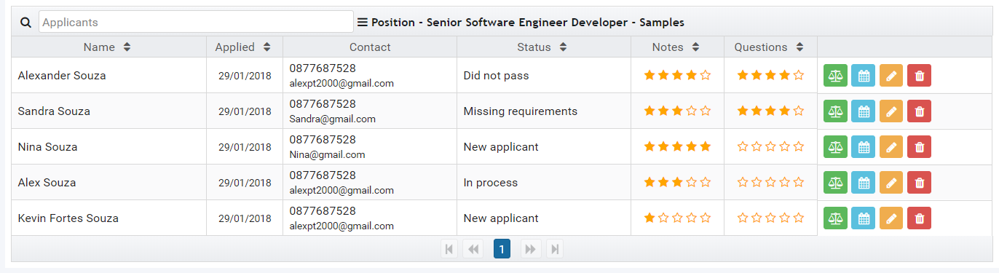 Applicants
Position - Senior Software Engineer Developer - Samples
Name Applied Contact Status Notes Questions
Alexander Souza 29/01/2018 0877687528 Did not pass
alexpt2000@gmail.com
Sandra Souza 29/01/2018 0877687528 Missing requirements
Sandra@gmail.com
Nina Souza 29/01/2018 0877687528 New applicant
Nina@gmail.com
Alex Souza 29/01/2018 0877687528 In process
alexpt2000@gmail.com
Kevin Fortes Souza 29/01/2018 0877687528 New applicant
alexpt2000@gmail.com
1